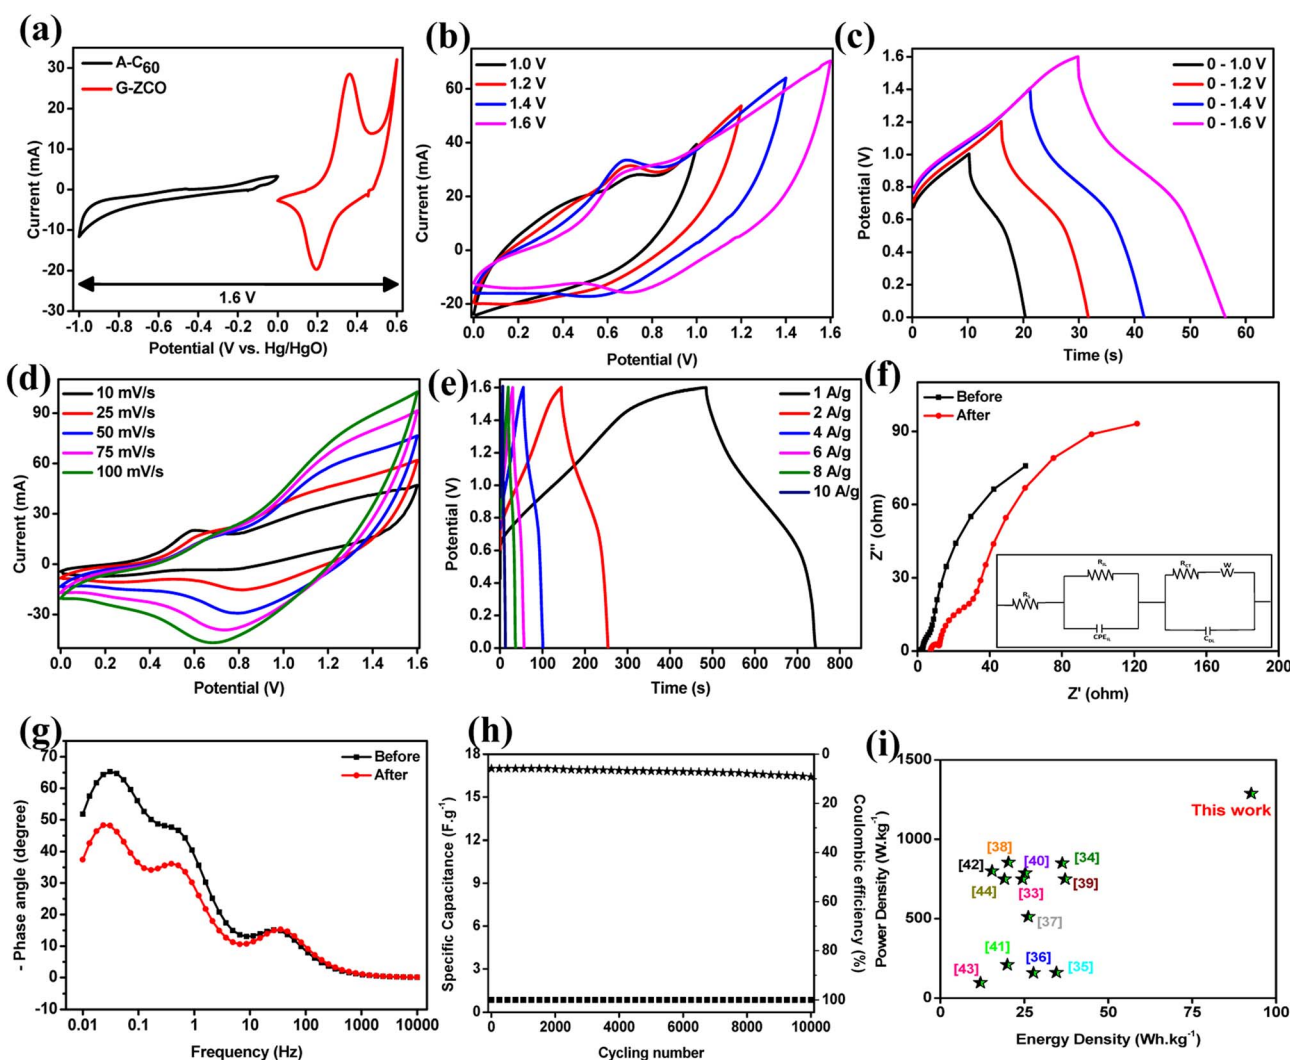 (a)
A-C60
G-ZCO
Current (mA)
30
20
10
0
-10
-20
-30
1.6 V
-1.0 -0.8 -0.6 -0.4 -0.2 0.0 0.2 0.4 0.6
Potential (V vs. Hg/HgO)
(b)
1.0 V
1.2 V
1.4 V
1.6 V
Current (mA)
60
40
20
0
-20
0.0 0.2 0.4 0.6 0.8 1.0 1.2 1.4 1.6
Potential (V)
(c)
0 - 1.0 V
0 - 1.2 V
0 - 1.4 V
0 - 1.6 V
Potential (V)
1.6
1.4
1.2
1.0
0.8
0.6
0.4
0.2
0.0
0 10 20 30 40 50 60
Time (s)
(d)
10 mV/s
25 mV/s
50 mV/s
75 mV/s
100 mV/s
Current (mA)
90
60
30
0
-30
0.0 0.2 0.4 0.6 0.8 1.0 1.2 1.4 1.6
Potential (V)
(e)
1 A/g
2 A/g
4 A/g
6 A/g
8 A/g
10 A/g
Potential (V)
1.6
1.4
1.2
1.0
0.8
0.6
0.4
0.2
0.0
0 100 200 300 400 500 600 700 800
Time (s)
(f)
Before
After
Z'' (ohm)
90
60
30
0
RS
RIL
CPEIL
RCT
W
CDL
0 40 80 120 160 200
Z' (ohm)
(g)
Before
After
- Phase angle (degree)
70
60
50
40
30
20
10
0
-10
0.01 0.1 1 10 100 1000 10000
Frequency (Hz)
(h)
Specific Capacitance (F.g-1)
18
15
12
9
6
3
0
Coulombic efficiency (%)
0
20
40
60
80
100
0 2000 4000 6000 8000 10000
Cycling number
(i)
Power Density (W.kg-1)
1500
1000
500
0
This work
[38]
[40]
[34]
[42]
[44]
[33]
[39]
[37]
[41]
[36]
[35]
[43]
0 25 50 75 100
Energy Density (Wh.kg-1)